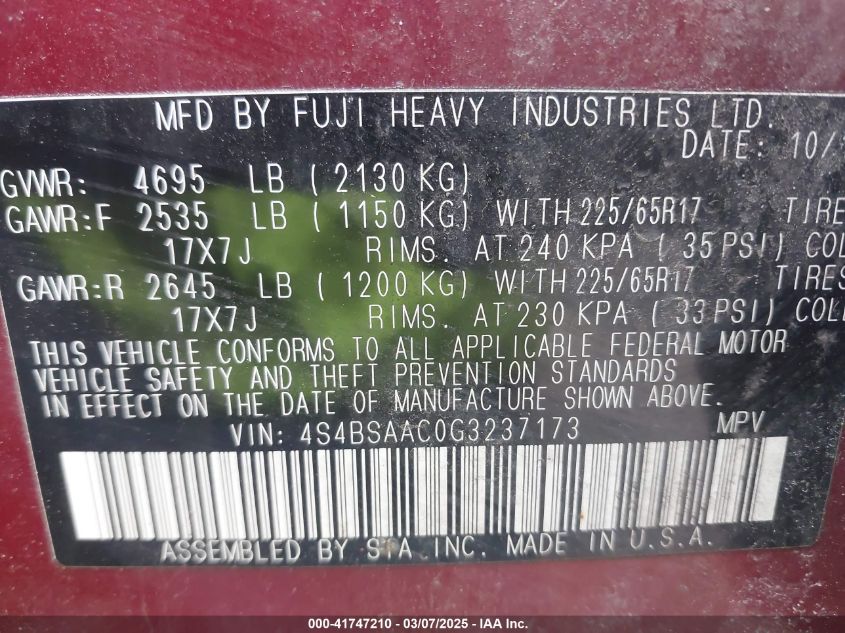 MFD BY FUJI HEAVY INDUSTRIES LTD.
DATE: 10/
GVWR: 4695 LB ( 2130 KG)
GAWR:F 2535 LB ( 1150 KG) WITH 225/65R17 TIRE
17X7J RIMS. AT 240 KPA ( 35 PSI) COL
GAWR:R 2645 LB ( 1200 KG) WITH 225/65R17 TIRES
17X7J RIMS. AT 230 KPA ( 33 PSI) COL
THIS VEHICLE CONFORMS TO ALL APPLICABLE FEDERAL MOTOR
VEHICLE SAFETY AND THEFT PREVENTION STANDARDS
IN EFFECT ON THE DATE OF MANUFACTURE SHOWN ABOVE.
VIN: 4S4BSAAC0G3237173 MPV
ASSEMBLED BY SIA INC. MADE IN U.S.A.
000-41747210 - 03/07/2025 - IAA Inc.